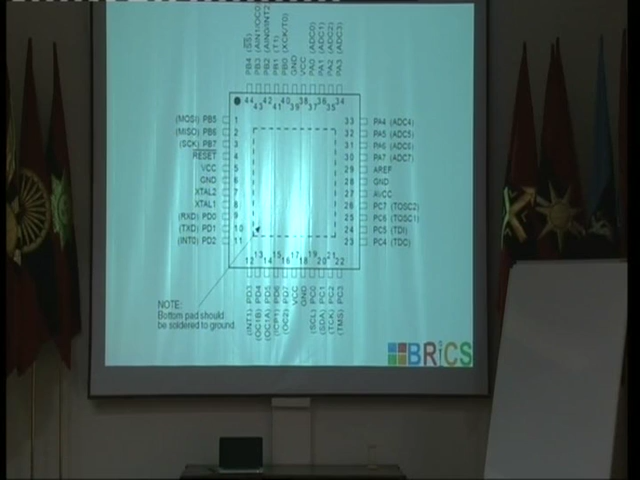 PB4 (SS)
PB3 (AIN1/OC0)
PB2 (AIN0/INT2)
PB1 (T1)
PB0 (XCK/T0)
GND
VCC
PA0 (ADC0)
PA1 (ADC1)
PA2 (ADC2)
PA3 (ADC3)
44 42 40 38 36 34
43 41 39 37 35
(MOSI) PB5 1
(MISO) PB6 2
(SCK) PB7 3
RESET 4
VCC 5
GND 6
XTAL2 7
XTAL1 8
(RXD) PD0 9
(TXD) PD1 10
(INT0) PD2 11
33 PA4 (ADC4)
32 PA5 (ADC5)
31 PA6 (ADC6)
30 PA7 (ADC7)
29 AREF
28 GND
27 AVCC
26 PC7 (TOSC2)
25 PC6 (TOSC1)
24 PC5 (TDI)
23 PC4 (TDO)
13 15 17 19 21
12 14 16 18 20 22
(INT1) PD3
(OC1B) PD4
(OC1A) PD5
(ICP1) PD6
(OC2) PD7
VCC
GND
(SCL) PC0
(SDA) PC1
(TCK) PC2
(TMS) PC3
NOTE:
Bottom pad should
be soldered to ground.
BRiCS